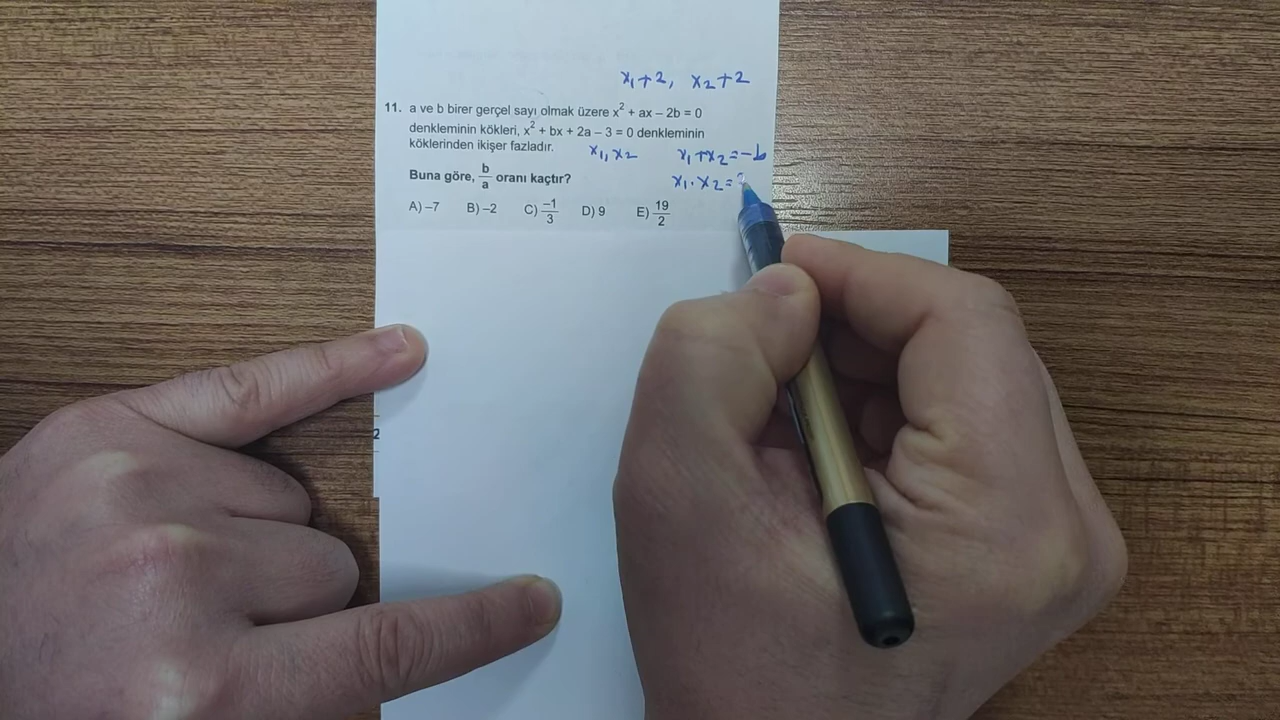 x₁+2, x₂+2
11. a ve b birer gerçel sayı olmak üzere x² + ax – 2b = 0
denkleminin kökleri, x² + bx + 2a – 3 = 0 denkleminin
köklerinden ikişer fazladır.
x₁, x₂
x₁+x₂=-b
Buna göre, b/a oranı kaçtır?
x₁.x₂=
A) –7 B) –2 C) –1/3 D) 9 E) 19/2
2